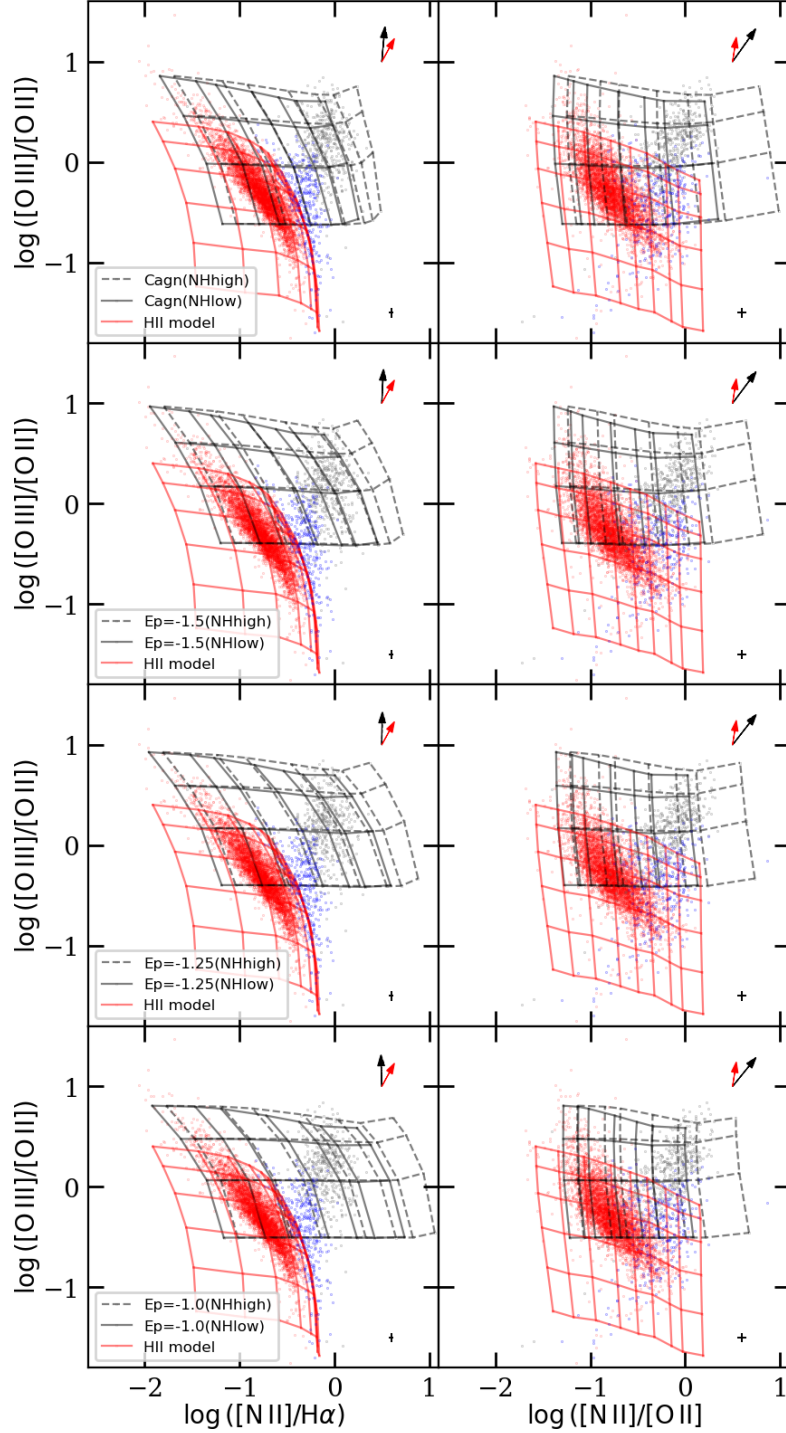 log ([O III]/[O II])
1
0
−1
Cagn(NHhigh)
Cagn(NHlow)
HII model
log ([O III]/[O II])
1
0
−1
Ep=-1.5(NHhigh)
Ep=-1.5(NHlow)
HII model
log ([O III]/[O II])
1
0
−1
Ep=-1.25(NHhigh)
Ep=-1.25(NHlow)
HII model
log ([O III]/[O II])
1
0
−1
Ep=-1.0(NHhigh)
Ep=-1.0(NHlow)
HII model
−2 −1 0 1 −2 −1 0 1
log ([N II]/Hα) log ([N II]/[O II]